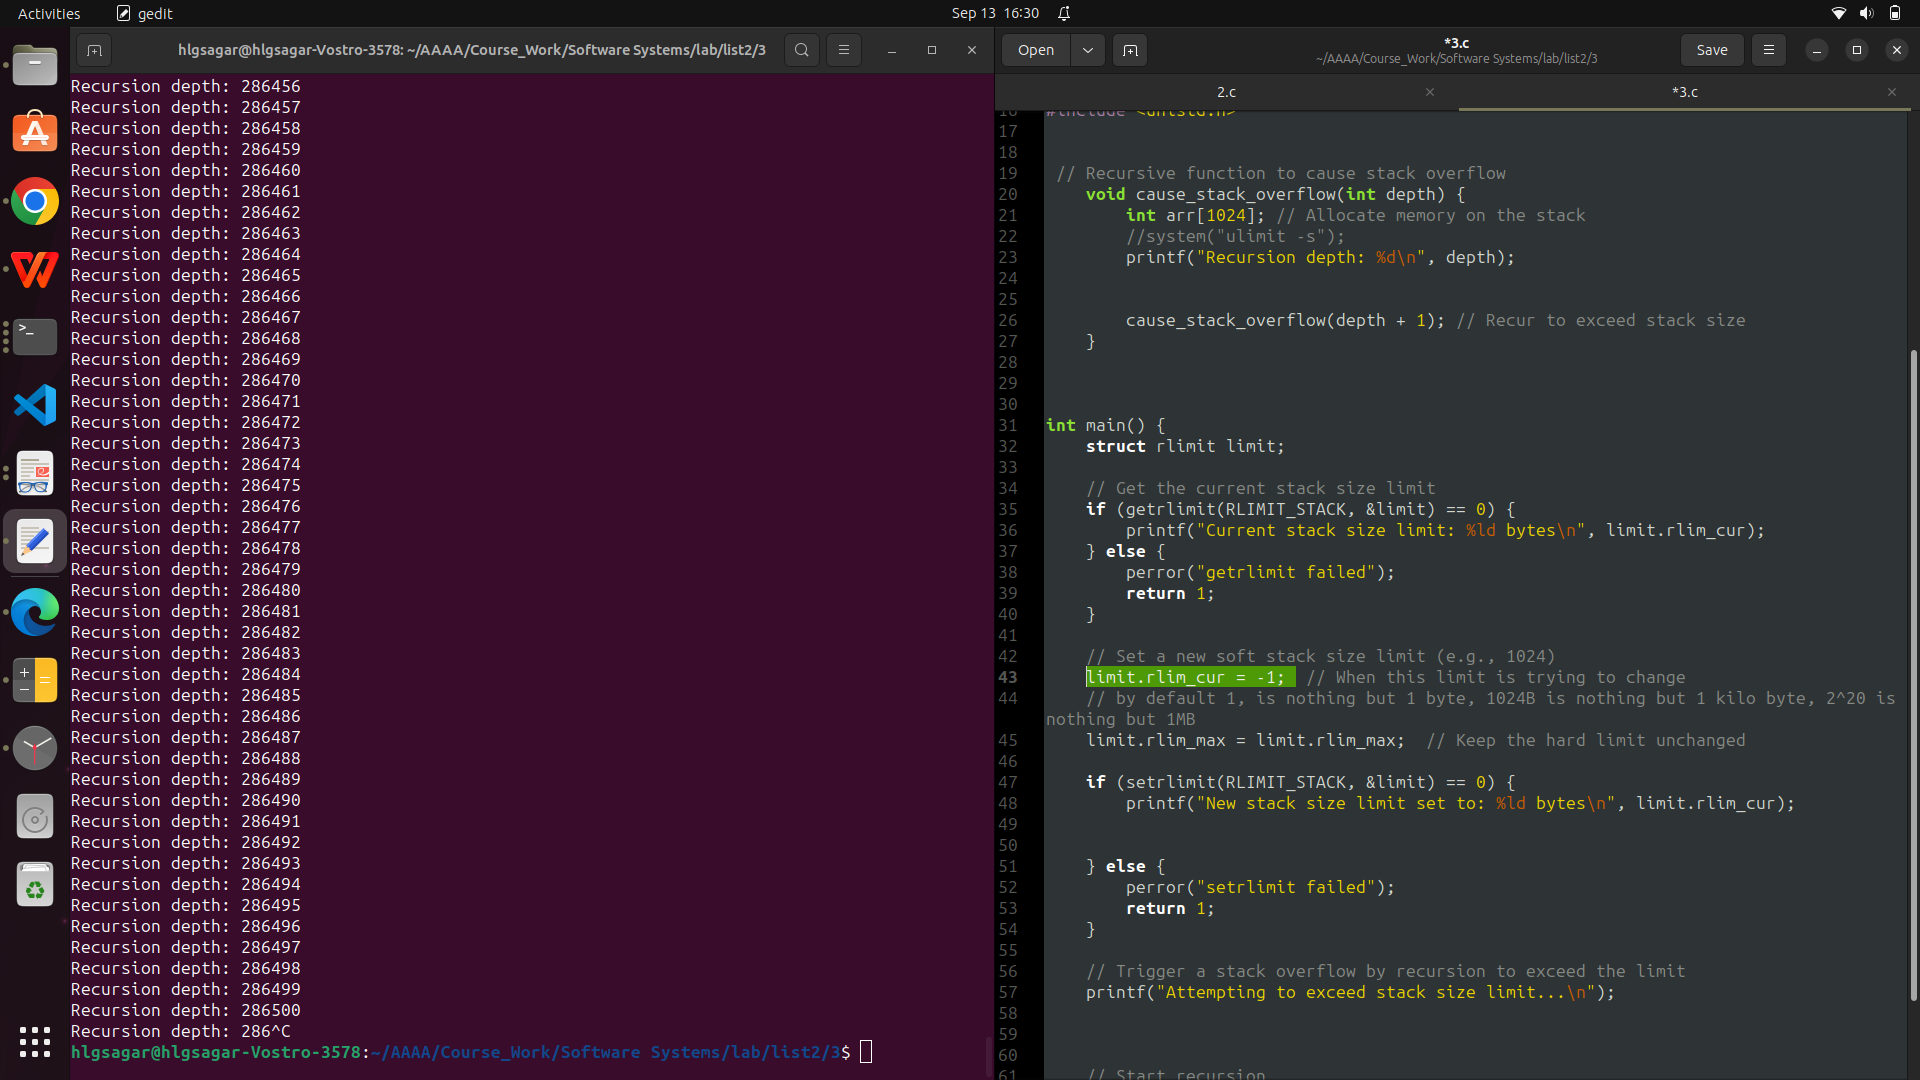 Activities
gedit
Sep 13 16:30
hlgsagar@hlgsagar-Vostro-3578: ~/AAAA/Course_Work/Software Systems/lab/list2/3
Recursion depth: 286456
Recursion depth: 286457
Recursion depth: 286458
Recursion depth: 286459
Recursion depth: 286460
Recursion depth: 286461
Recursion depth: 286462
Recursion depth: 286463
Recursion depth: 286464
Recursion depth: 286465
Recursion depth: 286466
Recursion depth: 286467
Recursion depth: 286468
Recursion depth: 286469
Recursion depth: 286470
Recursion depth: 286471
Recursion depth: 286472
Recursion depth: 286473
Recursion depth: 286474
Recursion depth: 286475
Recursion depth: 286476
Recursion depth: 286477
Recursion depth: 286478
Recursion depth: 286479
Recursion depth: 286480
Recursion depth: 286481
Recursion depth: 286482
Recursion depth: 286483
Recursion depth: 286484
Recursion depth: 286485
Recursion depth: 286486
Recursion depth: 286487
Recursion depth: 286488
Recursion depth: 286489
Recursion depth: 286490
Recursion depth: 286491
Recursion depth: 286492
Recursion depth: 286493
Recursion depth: 286494
Recursion depth: 286495
Recursion depth: 286496
Recursion depth: 286497
Recursion depth: 286498
Recursion depth: 286499
Recursion depth: 286500
Recursion depth: 286^C
hlgsagar@hlgsagar-Vostro-3578:~/AAAA/Course_Work/Software Systems/lab/list2/3$
Open
*3.c
~/AAAA/Course_Work/Software Systems/lab/list2/3
Save
2.c
*3.c
16 #include <unistd.h>
17
18
19 // Recursive function to cause stack overflow
20 void cause_stack_overflow(int depth) {
21 int arr[1024]; // Allocate memory on the stack
22 //system("ulimit -s");
23 printf("Recursion depth: %d\n", depth);
24
25
26 cause_stack_overflow(depth + 1); // Recur to exceed stack size
27 }
28
29
30
31 int main() {
32 struct rlimit limit;
33
34 // Get the current stack size limit
35 if (getrlimit(RLIMIT_STACK, &limit) == 0) {
36 printf("Current stack size limit: %ld bytes\n", limit.rlim_cur);
37 } else {
38 perror("getrlimit failed");
39 return 1;
40 }
41
42 // Set a new soft stack size limit (e.g., 1024)
43 limit.rlim_cur = -1; // When this limit is trying to change
44 // by default 1, is nothing but 1 byte, 1024B is nothing but 1 kilo byte, 2^20 is
nothing but 1MB
45 limit.rlim_max = limit.rlim_max; // Keep the hard limit unchanged
46
47 if (setrlimit(RLIMIT_STACK, &limit) == 0) {
48 printf("New stack size limit set to: %ld bytes\n", limit.rlim_cur);
49
50
51 } else {
52 perror("setrlimit failed");
53 return 1;
54 }
55
56 // Trigger a stack overflow by recursion to exceed the limit
57 printf("Attempting to exceed stack size limit...\n");
58
59
60
61 // Start recursion